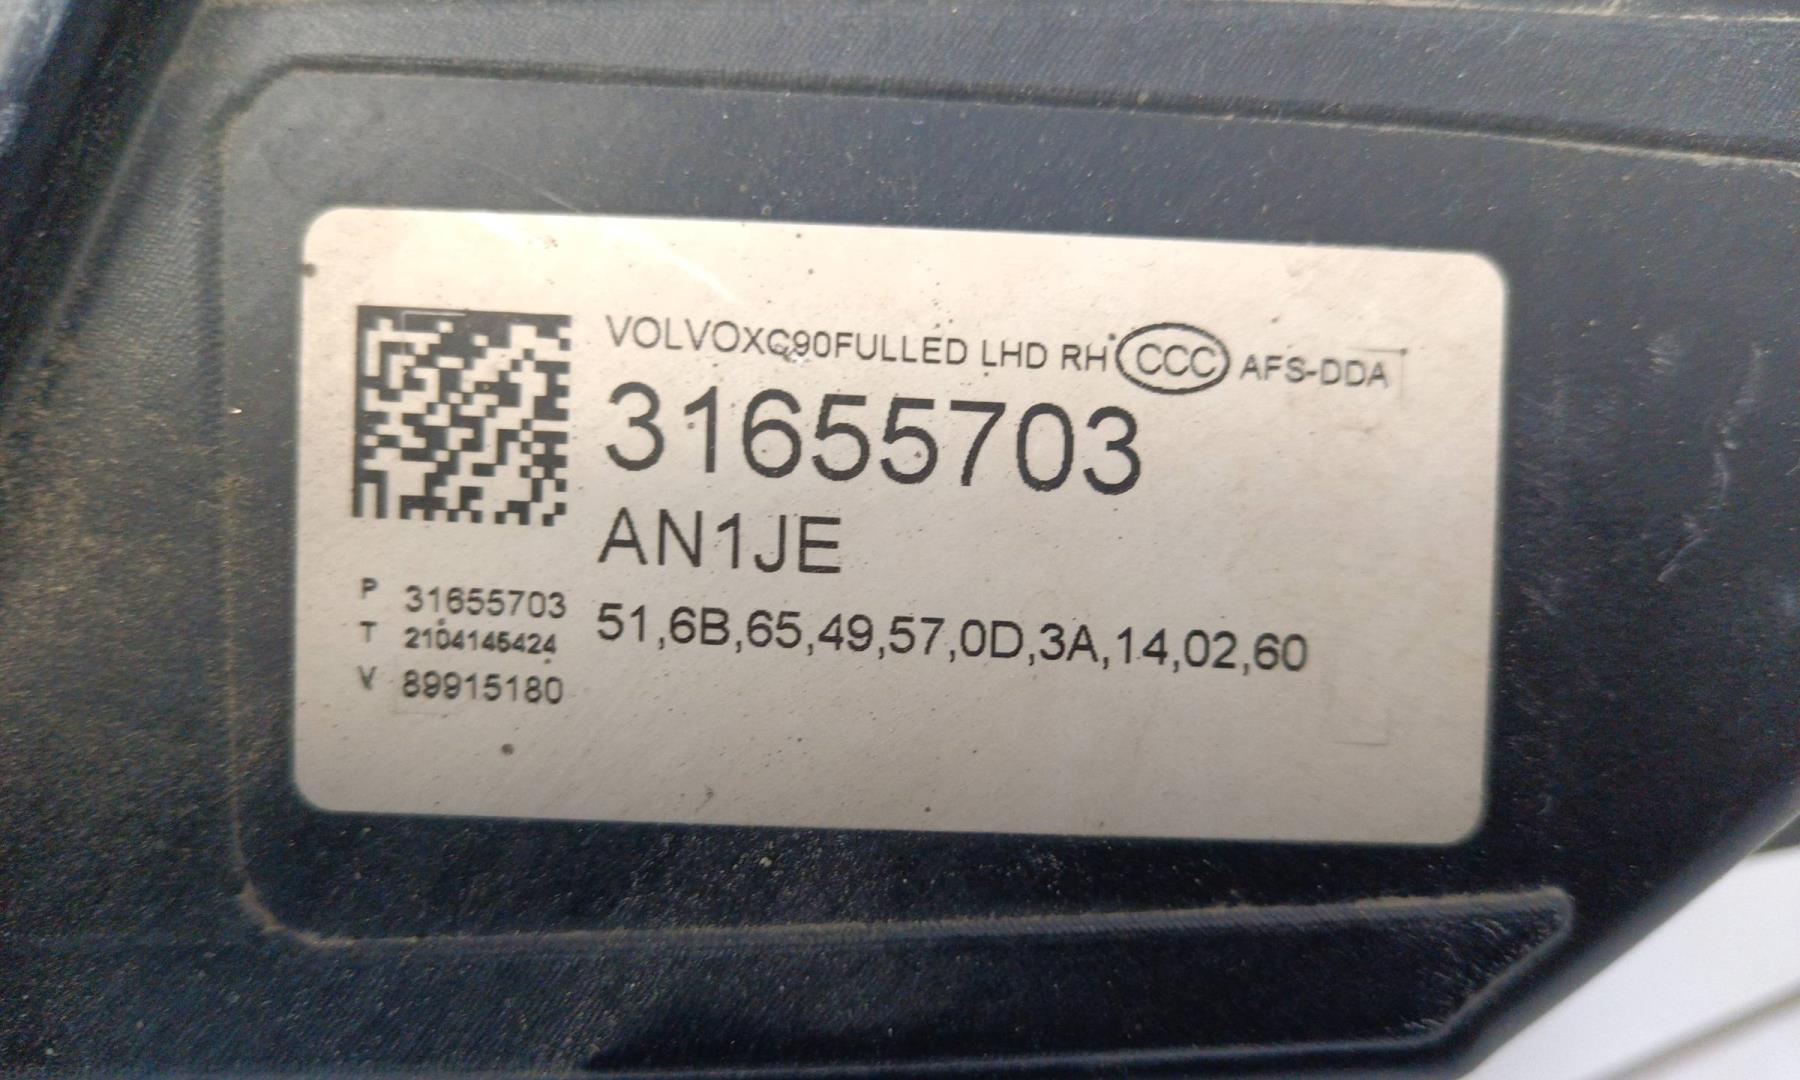 VOLVOXC90FULLED LHD RH CCC AFS-DDA
31655703
AN1JE
P 31655703
T 2104145424
V 89915180
51,6B,65,49,57,0D,3A,14,02,60